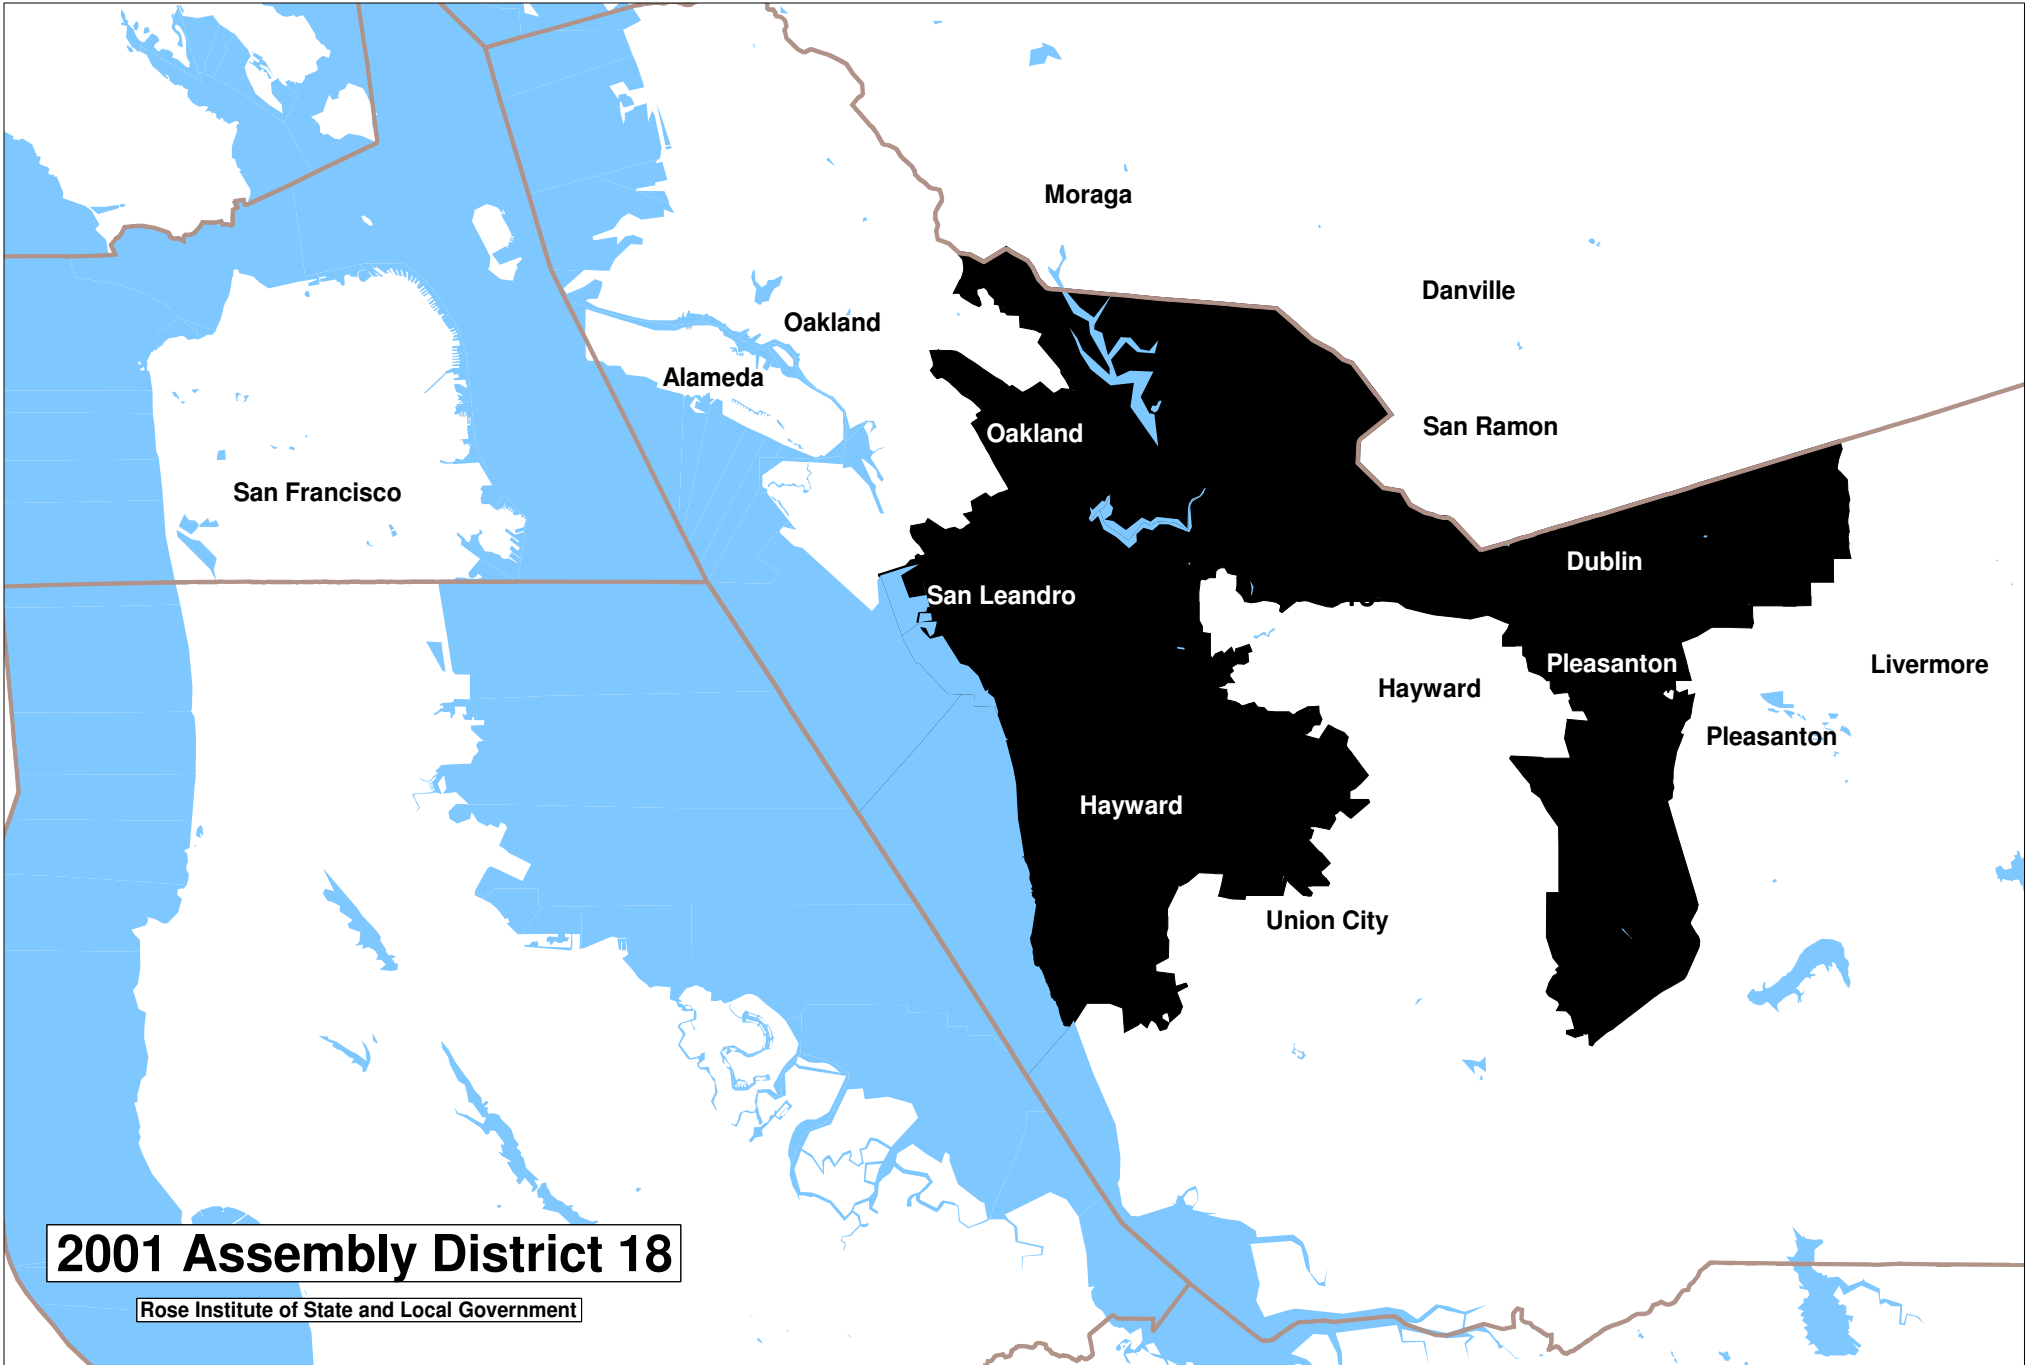 Moraga
Danville
Oakland
Alameda
San Ramon
Oakland
San Francisco
Dublin
San Leandro
Pleasanton
Livermore
Hayward
Pleasanton
Hayward
Union City
2001 Assembly District 18
Rose Institute of State and Local Government